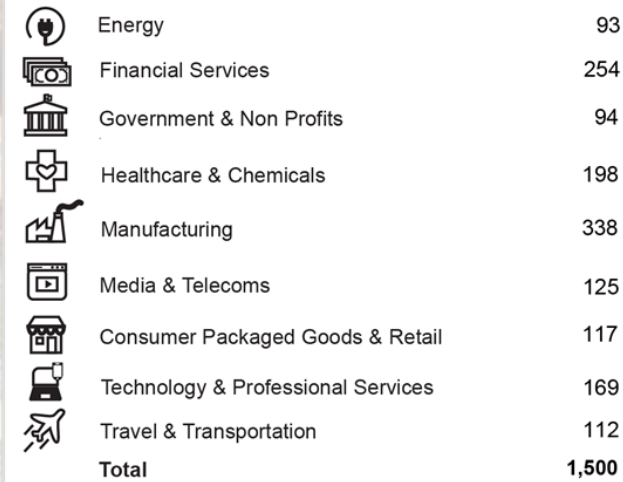 Energy 93
Financial Services 254
Government & Non Profits 94
Healthcare & Chemicals 198
Manufacturing 338
Media & Telecoms 125
Consumer Packaged Goods & Retail 117
Technology & Professional Services 169
Travel & Transportation 112
Total 1,500